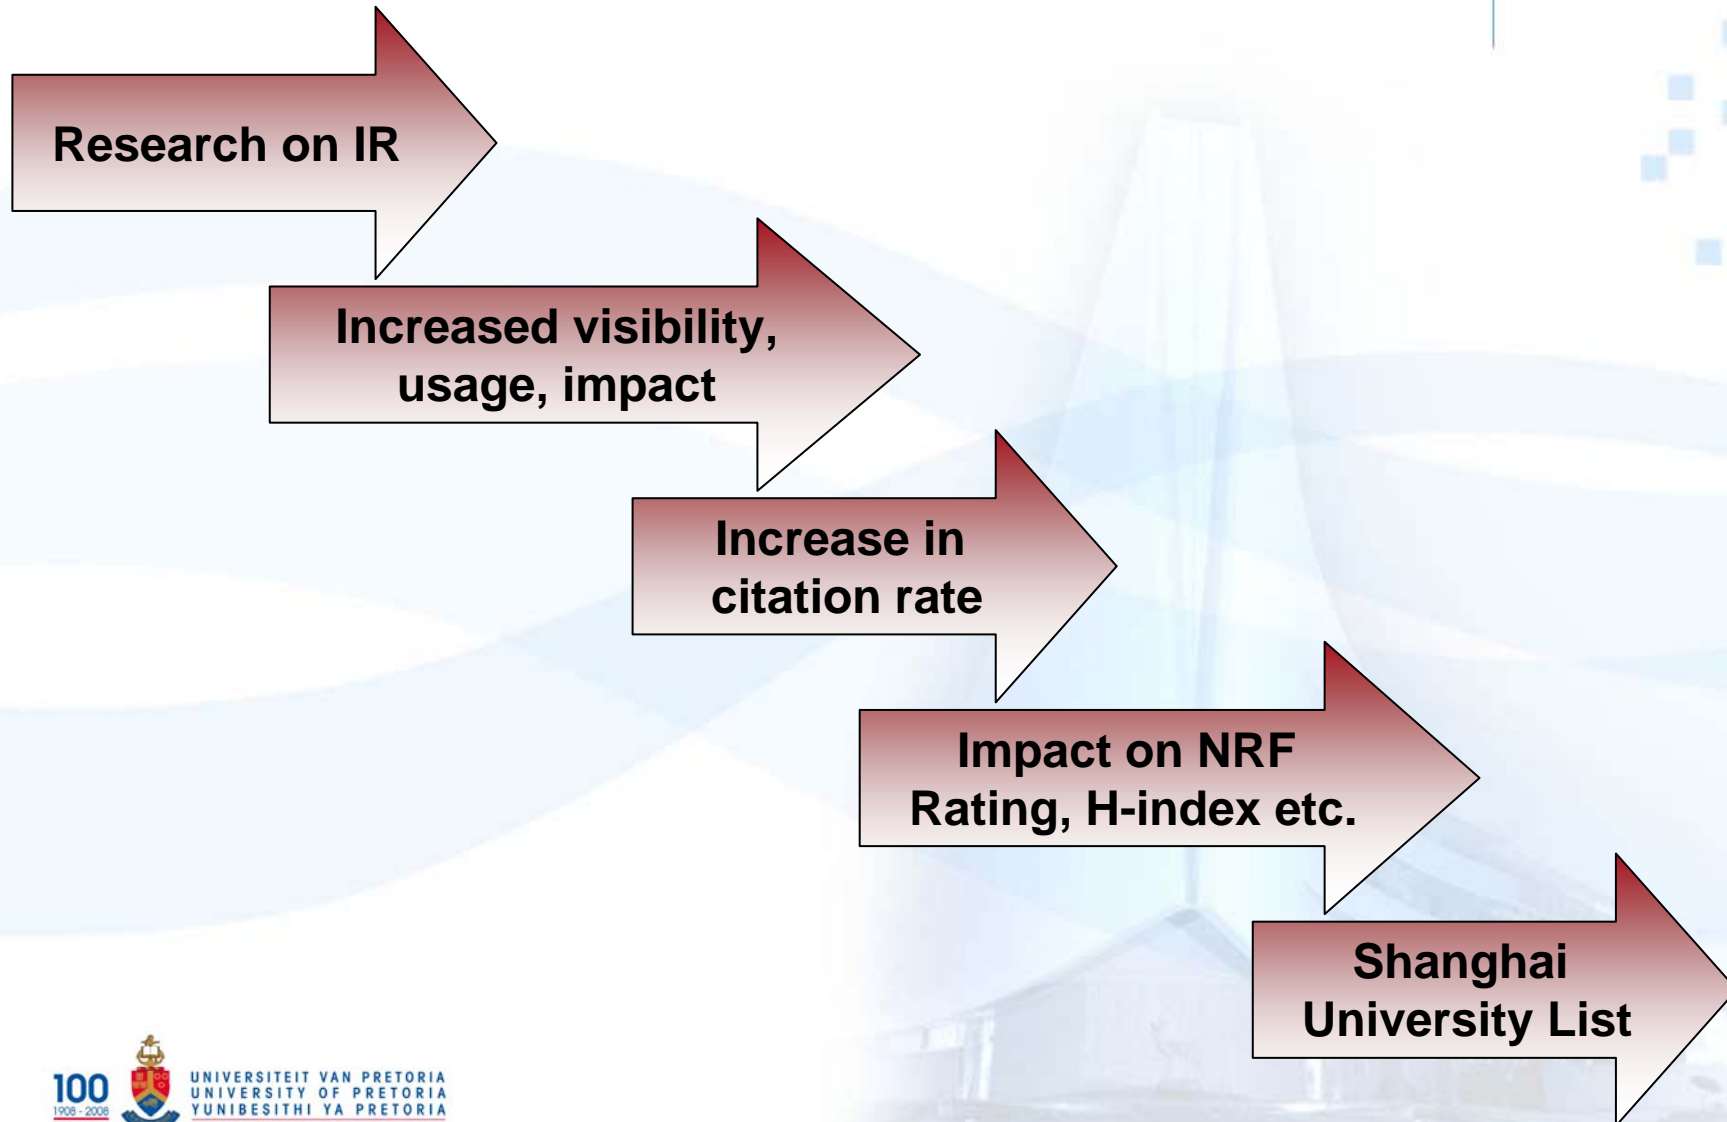 Research on IR
Increased visibility,
usage, impact
Increase in
citation rate
Impact on NRF
Rating, H-index etc.
Shanghai
University List
100
1908 - 2008
UNIVERSITEIT VAN PRETORIA
UNIVERSITY OF PRETORIA
YUNIBESITHI YA PRETORIA